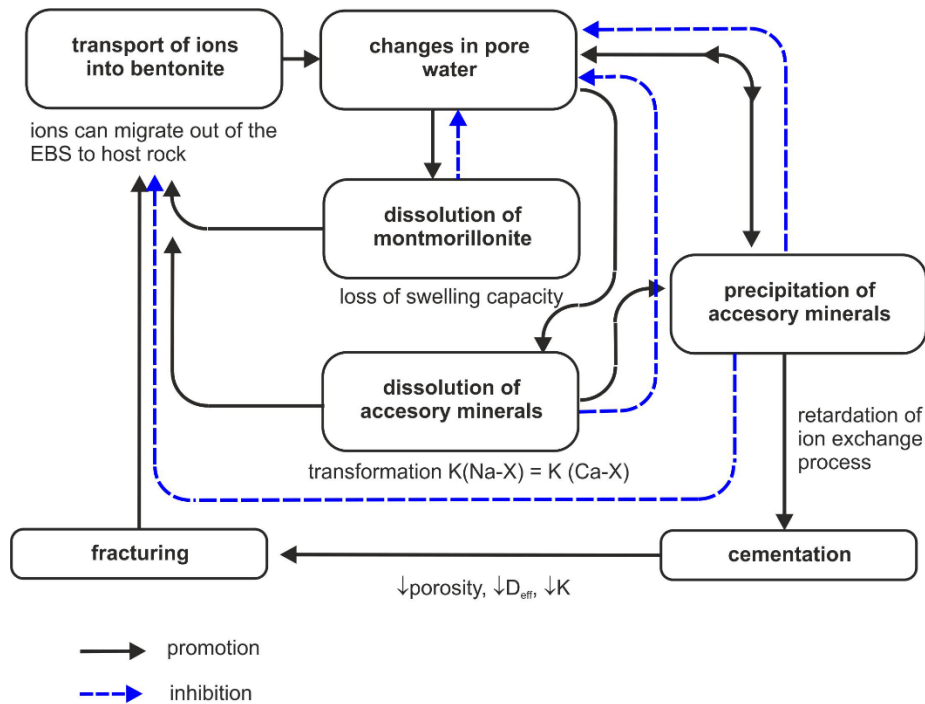 transport of ions
into bentonite
changes in pore
water
ions can migrate out of the
EBS to host rock
dissolution of
montmorillonite
loss of swelling capacity
precipitation of
accesory minerals
dissolution of
accesory minerals
retardation of
ion exchange
process
transformation K(Na-X) = K (Ca-X)
fracturing
cementation
↓porosity, ↓Deff, ↓K
promotion
inhibition